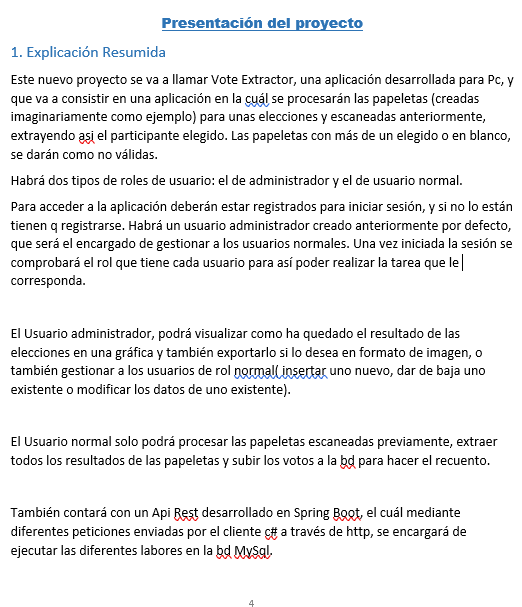 Presentación del proyecto
1. Explicación Resumida
Este nuevo proyecto se va a llamar Vote Extractor, una aplicación desarrollada para Pc, y
que va a consistir en una aplicación en la cuál se procesarán las papeletas (creadas
imaginariamente como ejemplo) para unas elecciones y escaneadas anteriormente,
extrayendo asi el participante elegido. Las papeletas con más de un elegido o en blanco,
se darán como no válidas.
Habrá dos tipos de roles de usuario: el de administrador y el de usuario normal.
Para acceder a la aplicación deberán estar registrados para iniciar sesión, y si no lo están
tienen q registrarse. Habrá un usuario administrador creado anteriormente por defecto,
que será el encargado de gestionar a los usuarios normales. Una vez iniciada la sesión se
comprobará el rol que tiene cada usuario para así poder realizar la tarea que le
corresponda.
El Usuario administrador, podrá visualizar como ha quedado el resultado de las
elecciones en una gráfica y también exportarlo si lo desea en formato de imagen, o
también gestionar a los usuarios de rol normal( insertar uno nuevo, dar de baja uno
existente o modificar los datos de uno existente).
El Usuario normal solo podrá procesar las papeletas escaneadas previamente, extraer
todos los resultados de las papeletas y subir los votos a la bd para hacer el recuento.
También contará con un Api Rest desarrollado en Spring Boot, el cuál mediante
diferentes peticiones enviadas por el cliente c# a través de http, se encargará de
ejecutar las diferentes labores en la bd MySql.
4